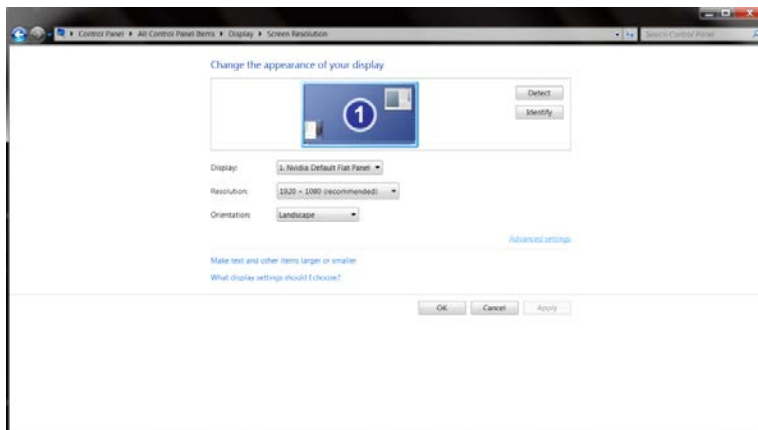 Control Panel ▸ All Control Panel Items ▸ Display ▸ Screen Resolution
Search Control Panel
Change the appearance of your display
1
Detect
Identify
Display: 1. Nvidia Default Flat Panel
Resolution: 1920 × 1080 (recommended)
Orientation: Landscape
Advanced settings
Make text and other items larger or smaller
What display settings should I choose?
OK Cancel Apply